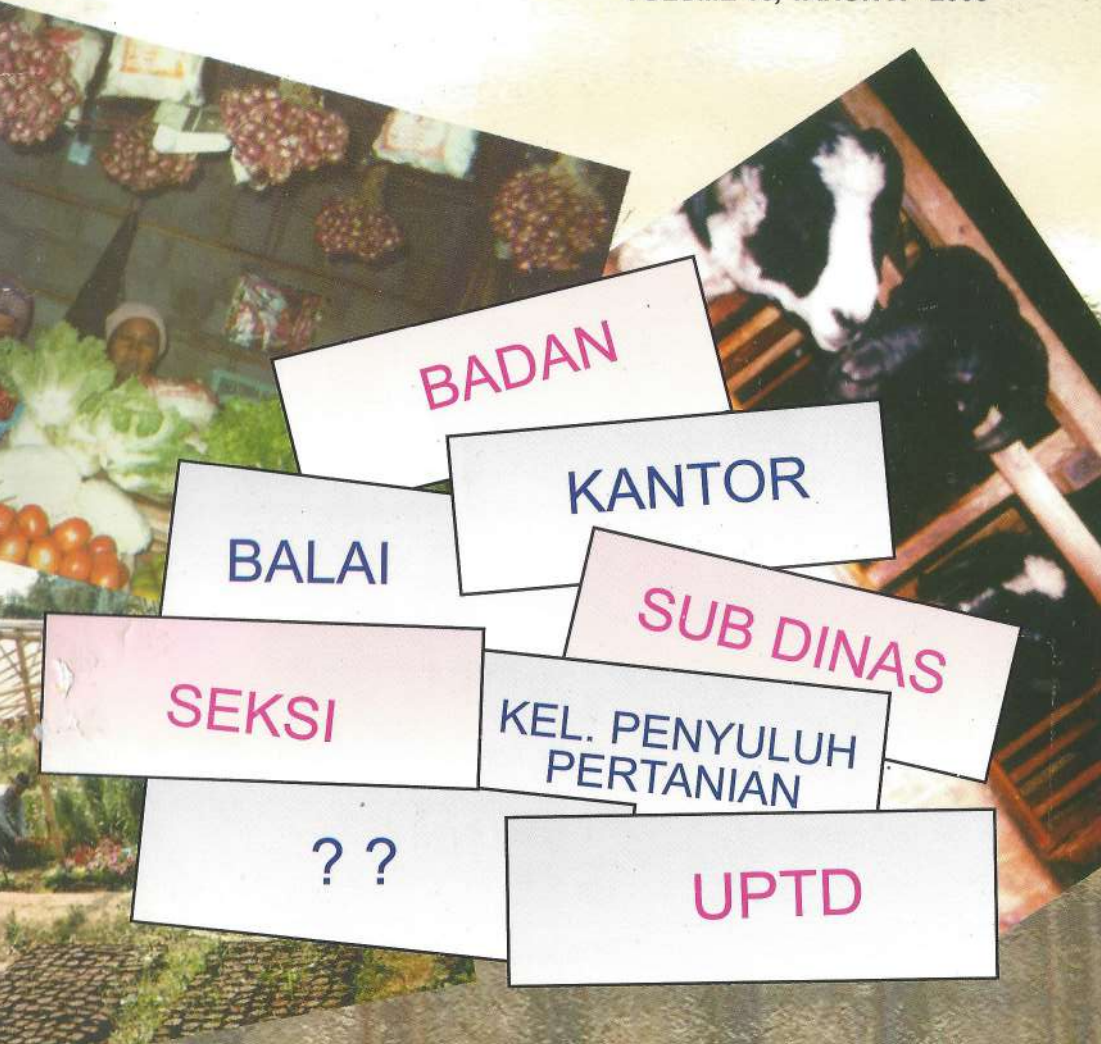 BADAN
KANTOR
BALAI
SUB DINAS
SEKSI
KEL. PENYULUH
PERTANIAN
? ?
UPTD